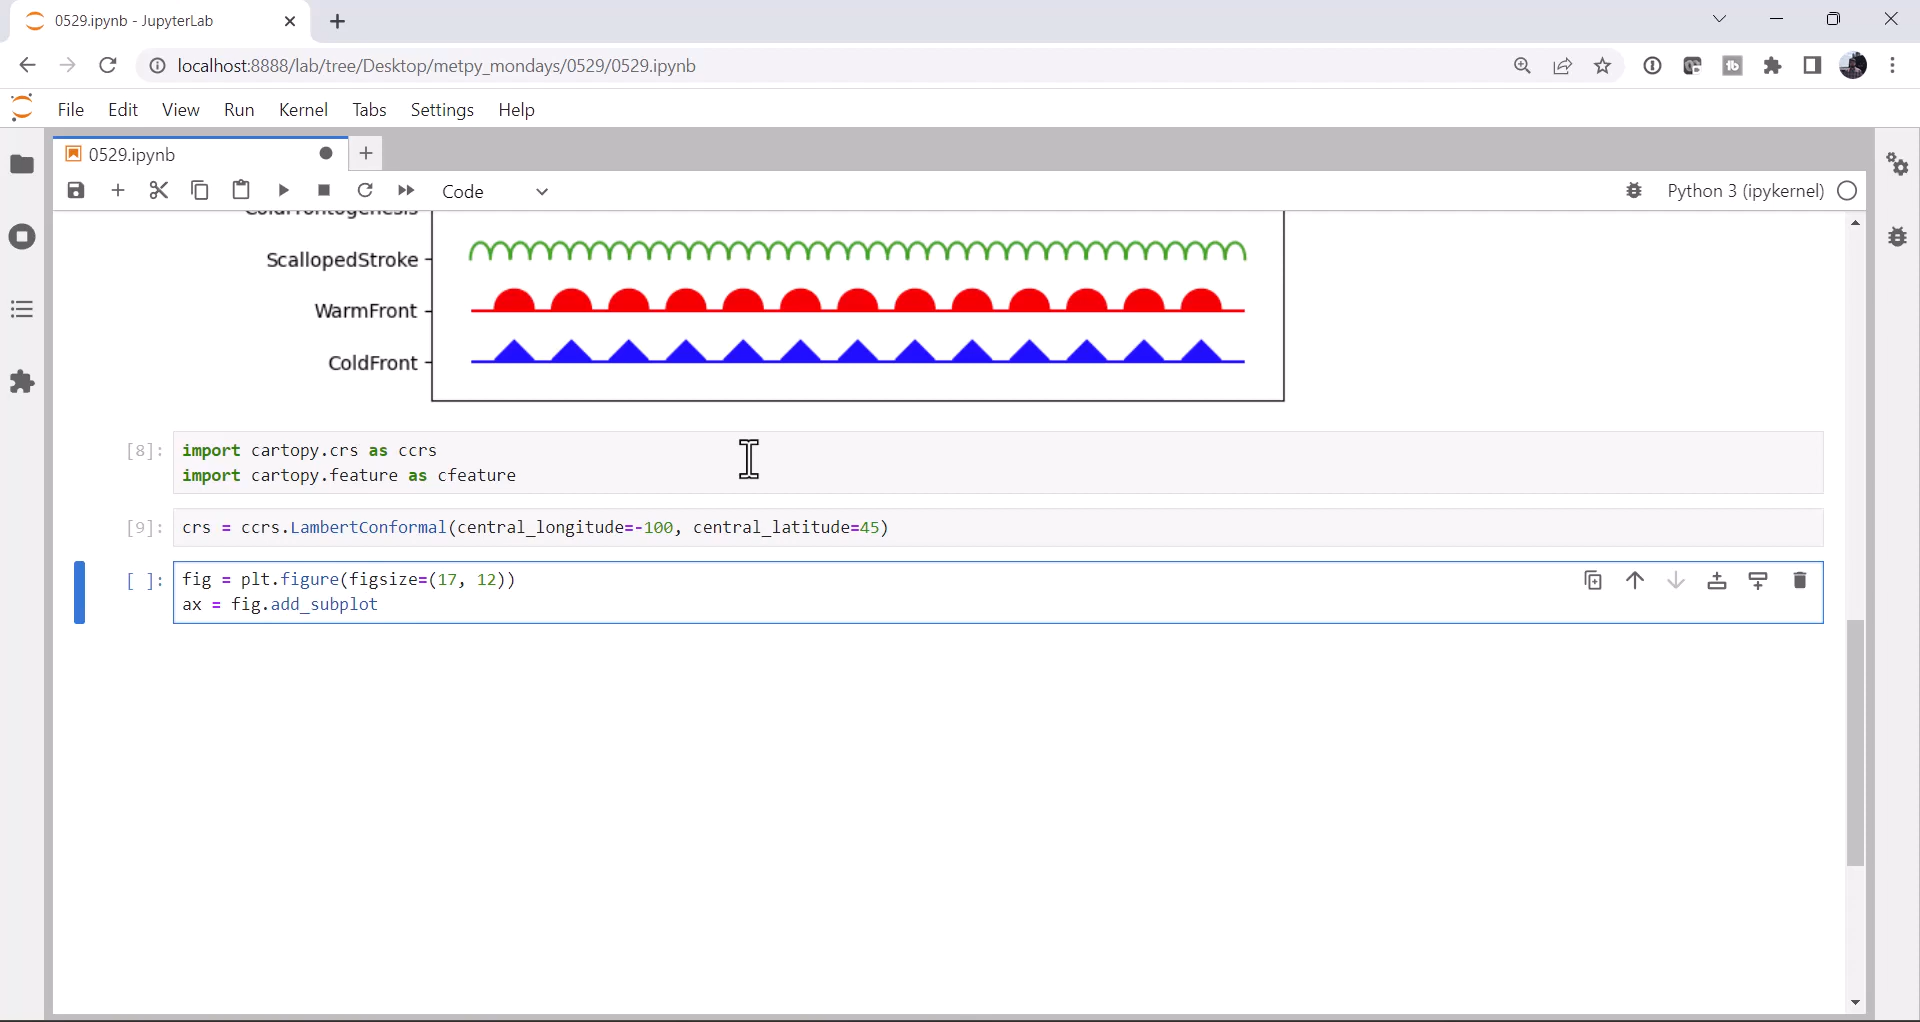 0529.ipynb - JupyterLab
localhost:8888/lab/tree/Desktop/metpy_mondays/0529/0529.ipynb
File Edit View Run Kernel Tabs Settings Help
0529.ipynb
Code
Python 3 (ipykernel)
ColdFrontogenesis
ScallopedStroke
WarmFront
ColdFront
[8]: import cartopy.crs as ccrs
import cartopy.feature as cfeature
[9]: crs = ccrs.LambertConformal(central_longitude=-100, central_latitude=45)
[ ]: fig = plt.figure(figsize=(17, 12))
ax = fig.add_subplot